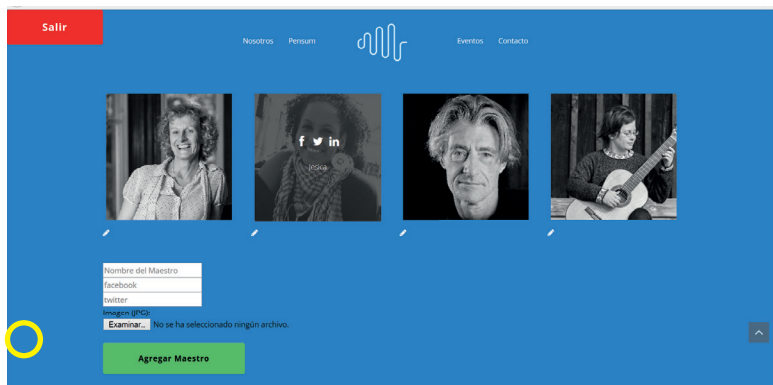 Salir
Nosotros Pensum Eventos Contacto
f in
Jesica
Nombre del Maestro
facebook
twitter
Imagen (JPG):
Examinar... No se ha seleccionado ningún archivo.
Agregar Maestro